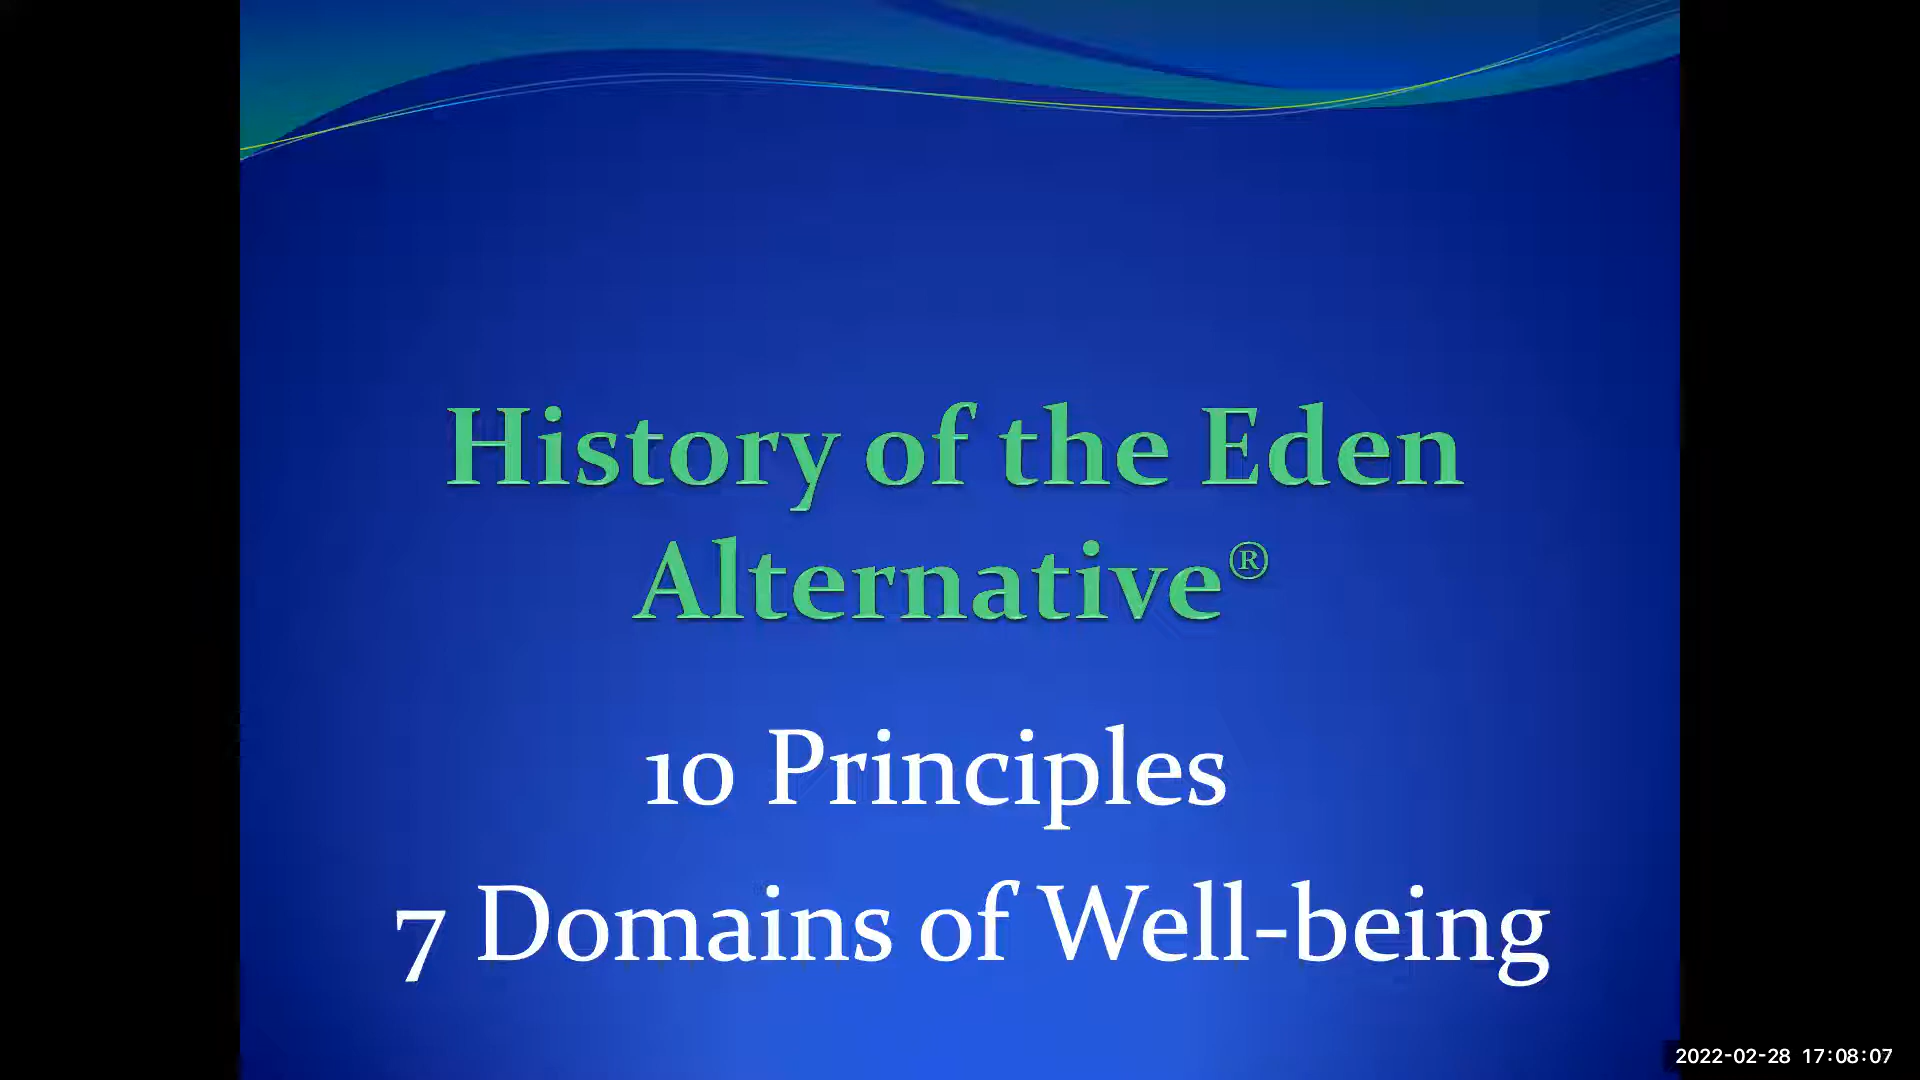 History of the Eden
Alternative®
10 Principles
7 Domains of Well-being
2022-02-28 17:08:07